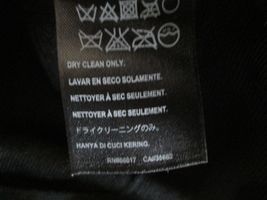 DRY CLEAN ONLY.
LAVAR EN SECO SOLAMENTE.
NETTOYER À SEC SEULEMENT.
NETTOYER À SEC SEULEMENT.
ドライクリーニングのみ。
HANYA DI CUCI KERING.